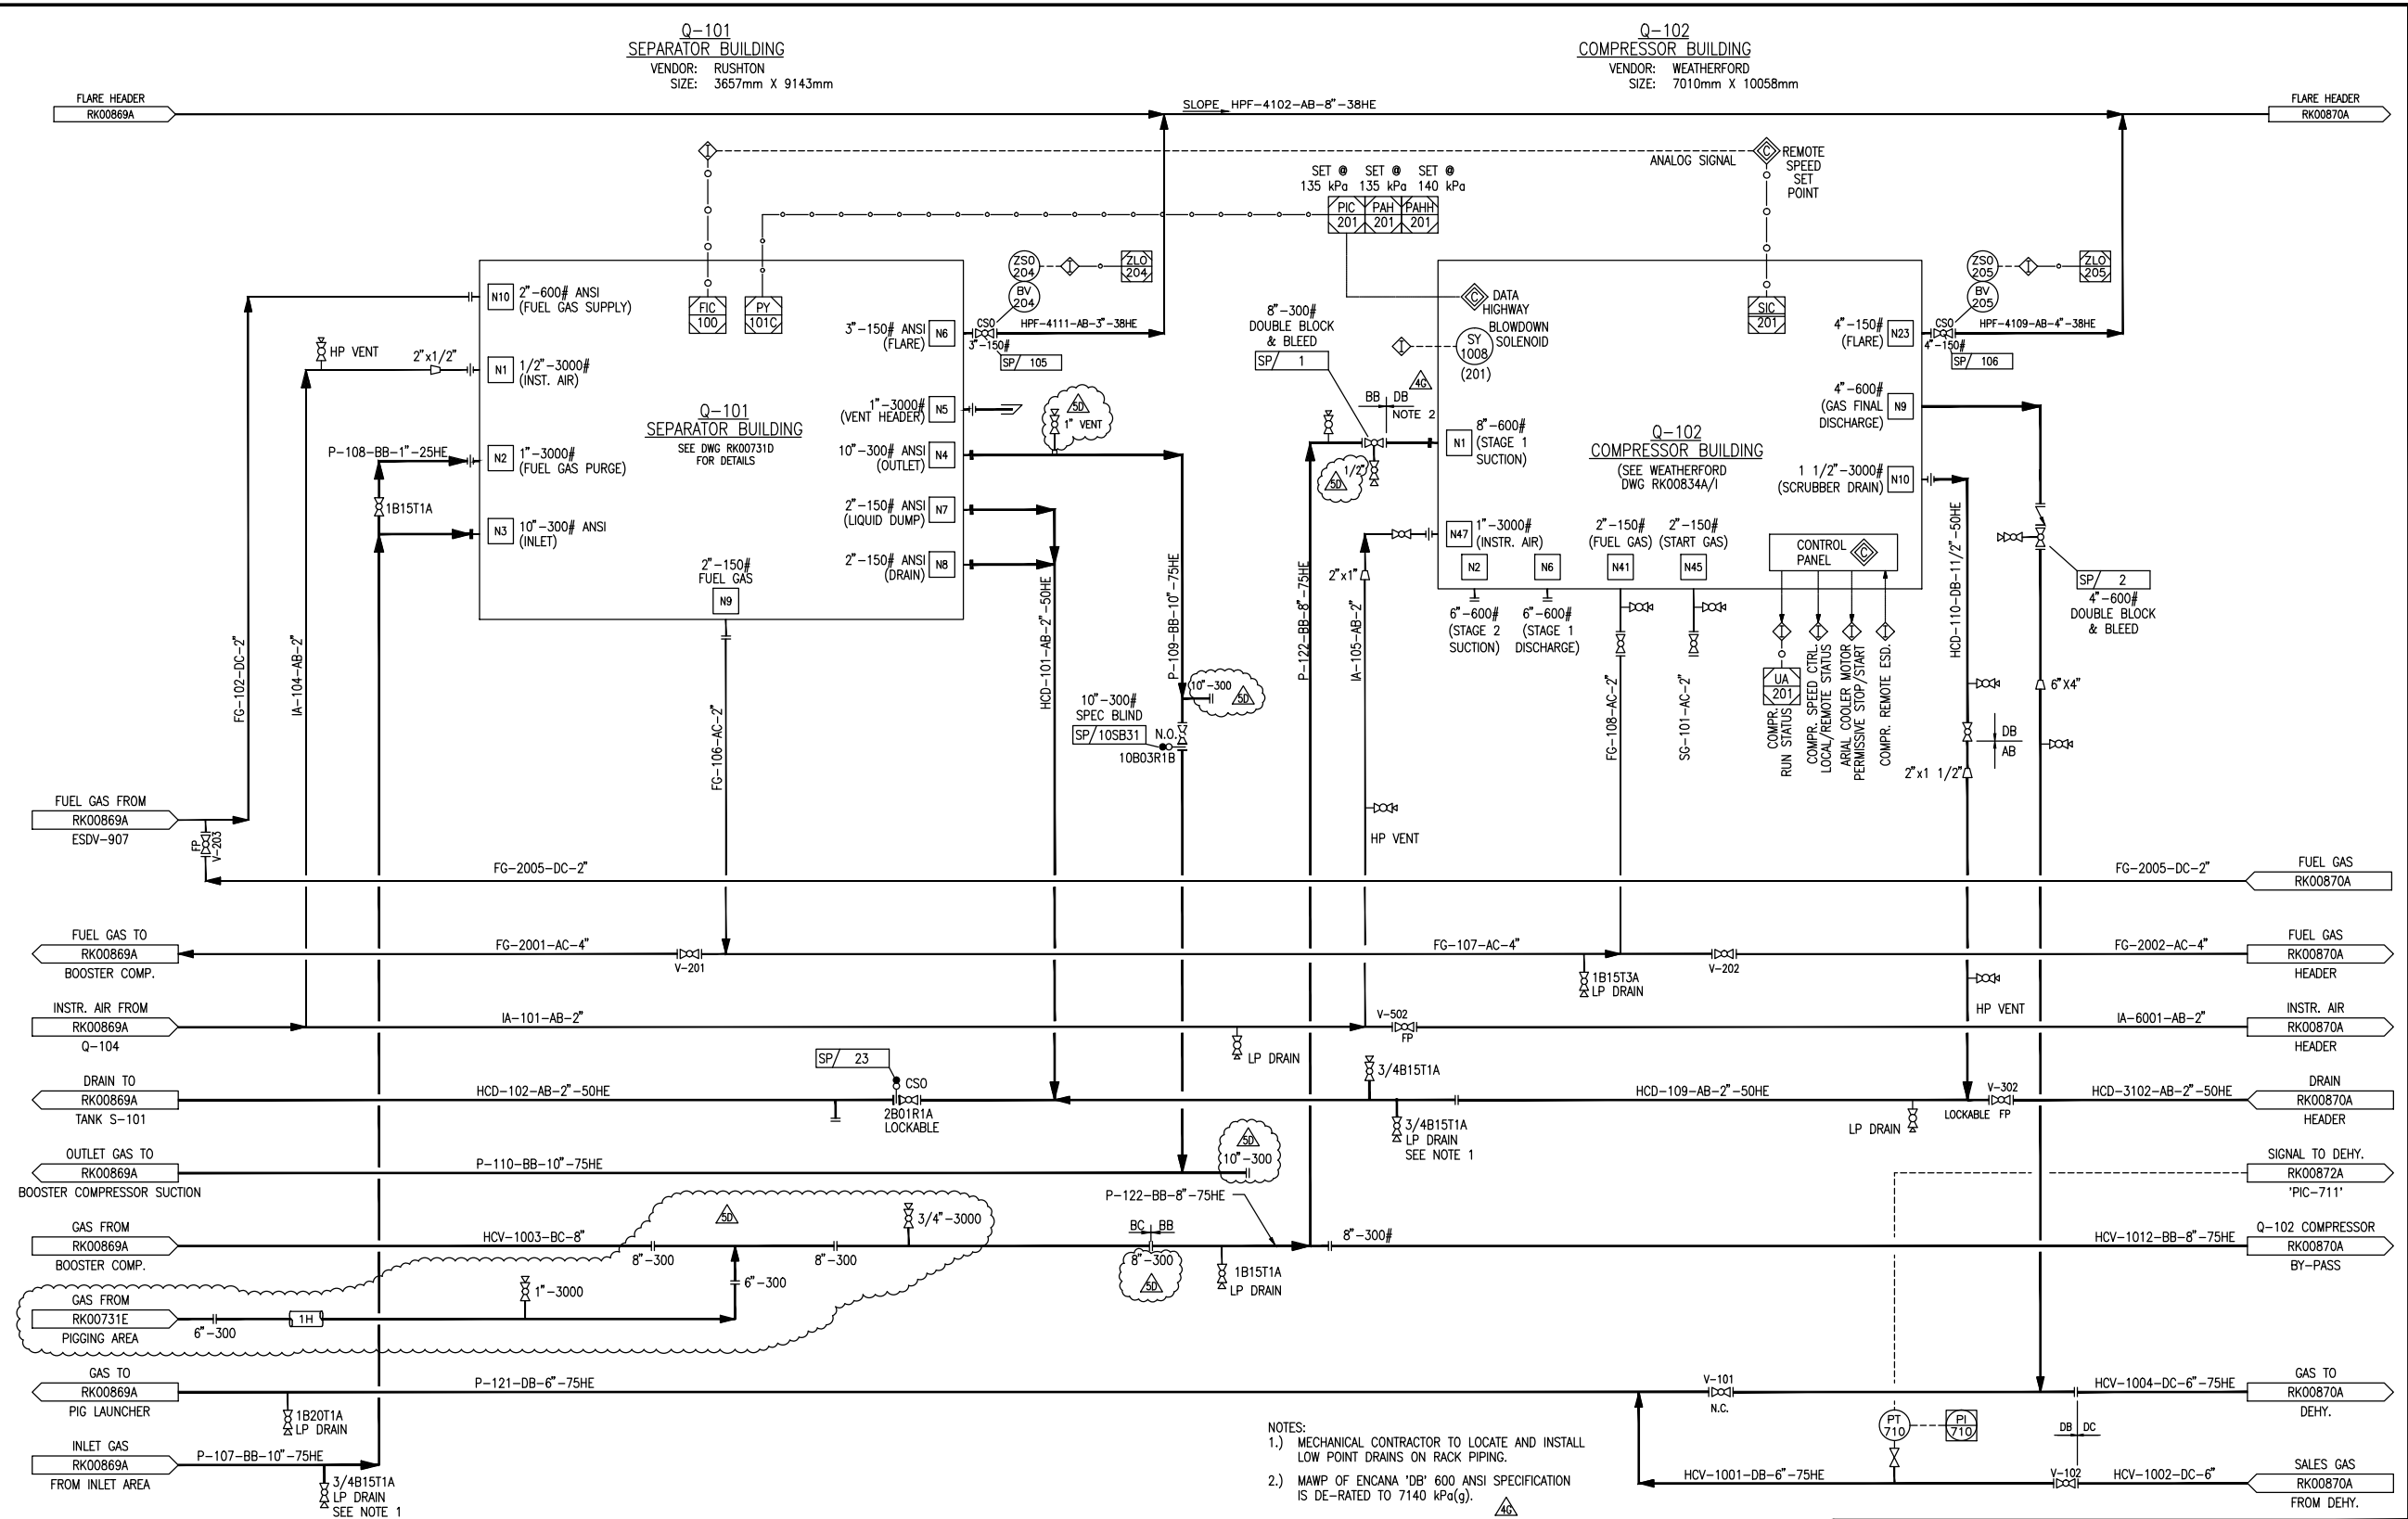 Q-101
SEPARATOR BUILDING
VENDOR: RUSHTON
SIZE: 3657mm X 9143mm
Q-102
COMPRESSOR BUILDING
VENDOR: WEATHERFORD
SIZE: 7010mm X 10058mm
FLARE HEADER
RK00869A
SLOPE HPF-4102-AB-8"-38HE
FLARE HEADER
RK00870A
ANALOG SIGNAL
I
C
REMOTE
SPEED
SET
POINT
SET @ SET @ SET @
135 kPa 135 kPa 140 kPa
PIC PAH PAHH
201 201 201
ZSO
204
I
ZLO
204
BV
204
ZSO
205
I
ZLO
205
BV
205
N10 2"-600# ANSI
(FUEL GAS SUPPLY)
FIC
100
PY
101C
3"-150# ANSI
(FLARE)
N6
CSO
HPF-4111-AB-3"-38HE
3"-150#
SP/ 105
HP VENT
2"x1/2"
N1 1/2"-3000#
(INST. AIR)
1"-3000#
(VENT HEADER)
N5
5D
1" VENT
Q-101
SEPARATOR BUILDING
SEE DWG RK00731D
FOR DETAILS
P-108-BB-1"-25HE
N2 1"-3000#
(FUEL GAS PURGE)
10"-300# ANSI
(OUTLET)
N4
1B15T1A
N3 10"-300# ANSI
(INLET)
2"-150# ANSI
(LIQUID DUMP)
N7
2"-150# ANSI
(DRAIN)
N8
2"-150#
FUEL GAS
N9
8"-300#
DOUBLE BLOCK
& BLEED
SP/ 1
C
DATA
HIGHWAY
BLOWDOWN
SOLENOID
I
SY
1008
(201)
4G
BB DB
NOTE 2
1/2"
5D
N1
8"-600#
(STAGE 1
SUCTION)
Q-102
COMPRESSOR BUILDING
(SEE WEATHERFORD
DWG RK00834A/I
SIC
201
4"-150#
(FLARE)
N23
CSO
HPF-4109-AB-4"-38HE
4"-150#
SP/ 106
4"-600#
(GAS FINAL
DISCHARGE)
N9
1 1/2"-3000#
(SCRUBBER DRAIN)
N10
N47 1"-3000#
(INSTR. AIR)
2"-150#
(FUEL GAS)
2"-150#
(START GAS)
N2
N6
N41
N45
CONTROL
PANEL
C
2"x1"
6"-600#
(STAGE 2
SUCTION)
6"-600#
(STAGE 1
DISCHARGE)
I
I
I
I
UA
201
COMPR.
RUN STATUS
COMPR. SPEED CTRL.
LOCAL/REMOTE STATUS
ARIAL COOLER MOTOR
PERMISSIVE STOP/START
COMPR. REMOTE ESD.
SP/ 2
4"-600#
DOUBLE BLOCK
& BLEED
6"X4"
DB
AB
2"x1 1/2"
FG-102-DC-2"
IA-104-AB-2"
FG-106-AC-2"
HCD-101-AB-2"-50HE
P-109-BB-10"-75HE
P-122-BB-8"-75HE
IA-105-AB-2"
FG-108-AC-2"
SG-101-AC-2"
HCD-110-DB-11/2"-50HE
10"-300
5D
10"-300#
SPEC BLIND
SP/10SB31
N.O.
10B03R1B
HP VENT
FUEL GAS FROM
RK00869A
ESDV-907
FP
V-203
FG-2005-DC-2"
FG-2005-DC-2"
FUEL GAS
RK00870A
FUEL GAS TO
RK00869A
BOOSTER COMP.
FG-2001-AC-4"
V-201
FG-107-AC-4"
1B15T3A
LP DRAIN
V-202
FG-2002-AC-4"
FUEL GAS
RK00870A
HEADER
HP VENT
INSTR. AIR FROM
RK00869A
Q-104
IA-101-AB-2"
LP DRAIN
V-502
FP
IA-6001-AB-2"
INSTR. AIR
RK00870A
HEADER
DRAIN TO
RK00869A
TANK S-101
HCD-102-AB-2"-50HE
SP/ 23
CSO
2B01R1A
LOCKABLE
3/4B15T1A
3/4B15T1A
LP DRAIN
SEE NOTE 1
HCD-109-AB-2"-50HE
LP DRAIN
V-302
LOCKABLE FP
HCD-3102-AB-2"-50HE
DRAIN
RK00870A
HEADER
OUTLET GAS TO
RK00869A
BOOSTER COMPRESSOR SUCTION
P-110-BB-10"-75HE
5D
10"-300
SIGNAL TO DEHY.
RK00872A
'PIC-711'
GAS FROM
RK00869A
BOOSTER COMP.
HCV-1003-BC-8"
8"-300
5D
8"-300
3/4"-3000
BC BB
8"-300
5D
P-122-BB-8"-75HE
1B15T1A
LP DRAIN
8"-300#
HCV-1012-BB-8"-75HE
Q-102 COMPRESSOR
RK00870A
BY-PASS
GAS FROM
RK00731E
PIGGING AREA
6"-300
1H
1"-3000
6"-300
GAS TO
RK00869A
PIG LAUNCHER
P-121-DB-6"-75HE
1B20T1A
LP DRAIN
V-101
N.C.
HCV-1004-DC-6"-75HE
GAS TO
RK00870A
DEHY.
PT
710
PI
710
DB DC
INLET GAS
RK00869A
FROM INLET AREA
P-107-BB-10"-75HE
3/4B15T1A
LP DRAIN
SEE NOTE 1
HCV-1001-DB-6"-75HE
V-102
HCV-1002-DC-6"
SALES GAS
RK00870A
FROM DEHY.
NOTES:
1.) MECHANICAL CONTRACTOR TO LOCATE AND INSTALL
LOW POINT DRAINS ON RACK PIPING.
2.) MAWP OF ENCANA 'DB' 600 ANSI SPECIFICATION
IS DE-RATED TO 7140 kPa(g).
4G